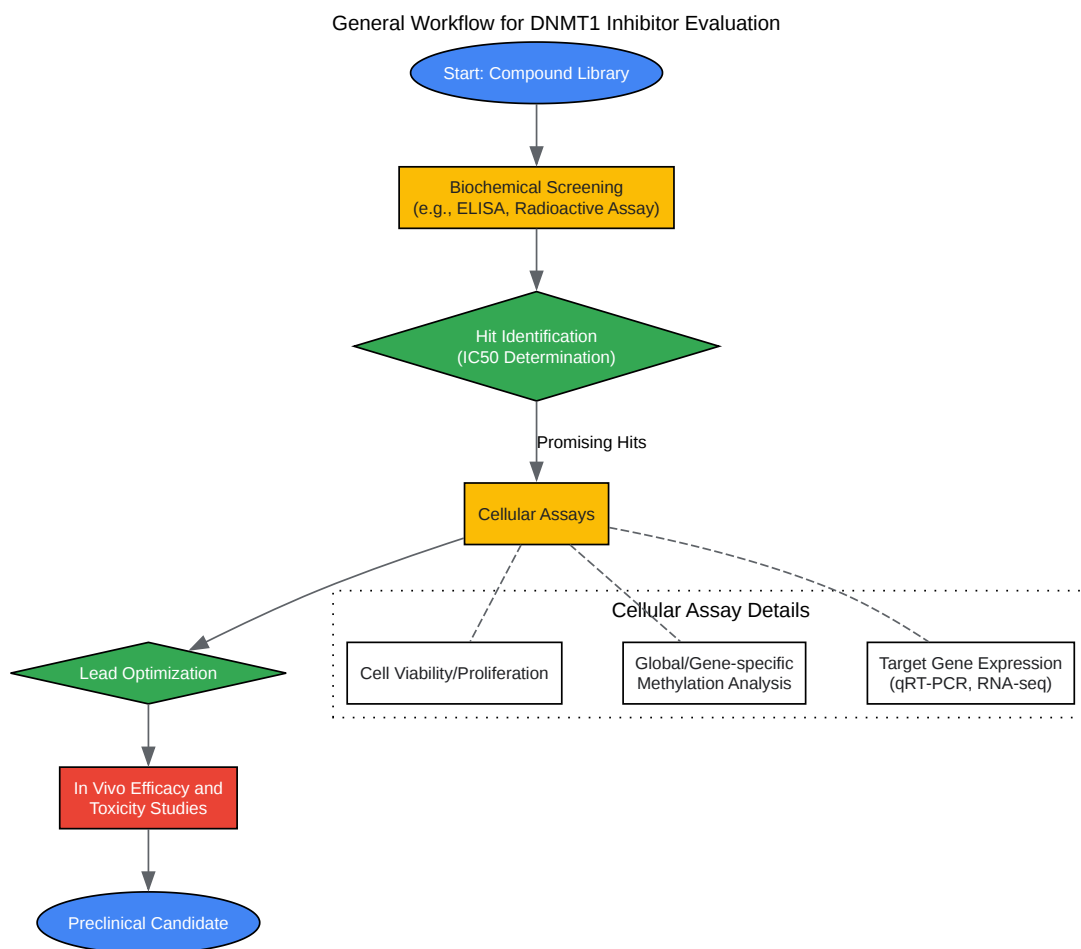 General Workflow for DNMT1 Inhibitor Evaluation
Start: Compound Library
Biochemical Screening
(e.g., ELISA, Radioactive Assay)
Hit Identification
(IC50 Determination)
Promising Hits
Cellular Assays
Cellular Assay Details
Lead Optimization
Cell Viability/Proliferation
Global/Gene-specific
Methylation Analysis
Target Gene Expression
(qRT-PCR, RNA-seq)
In Vivo Efficacy and
Toxicity Studies
Preclinical Candidate